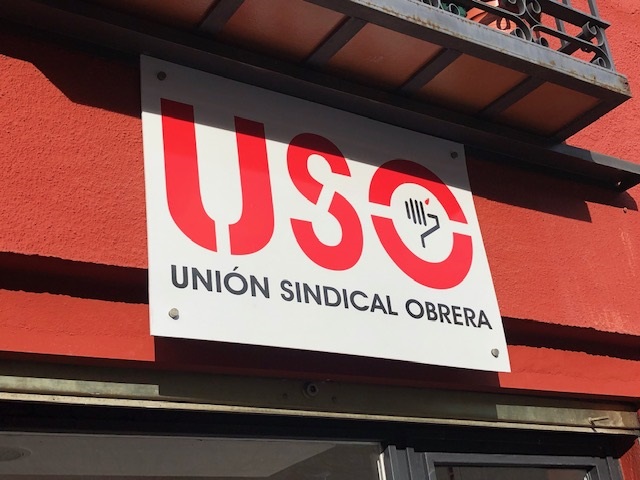 USO
UNIÓN SINDICAL OBRERA